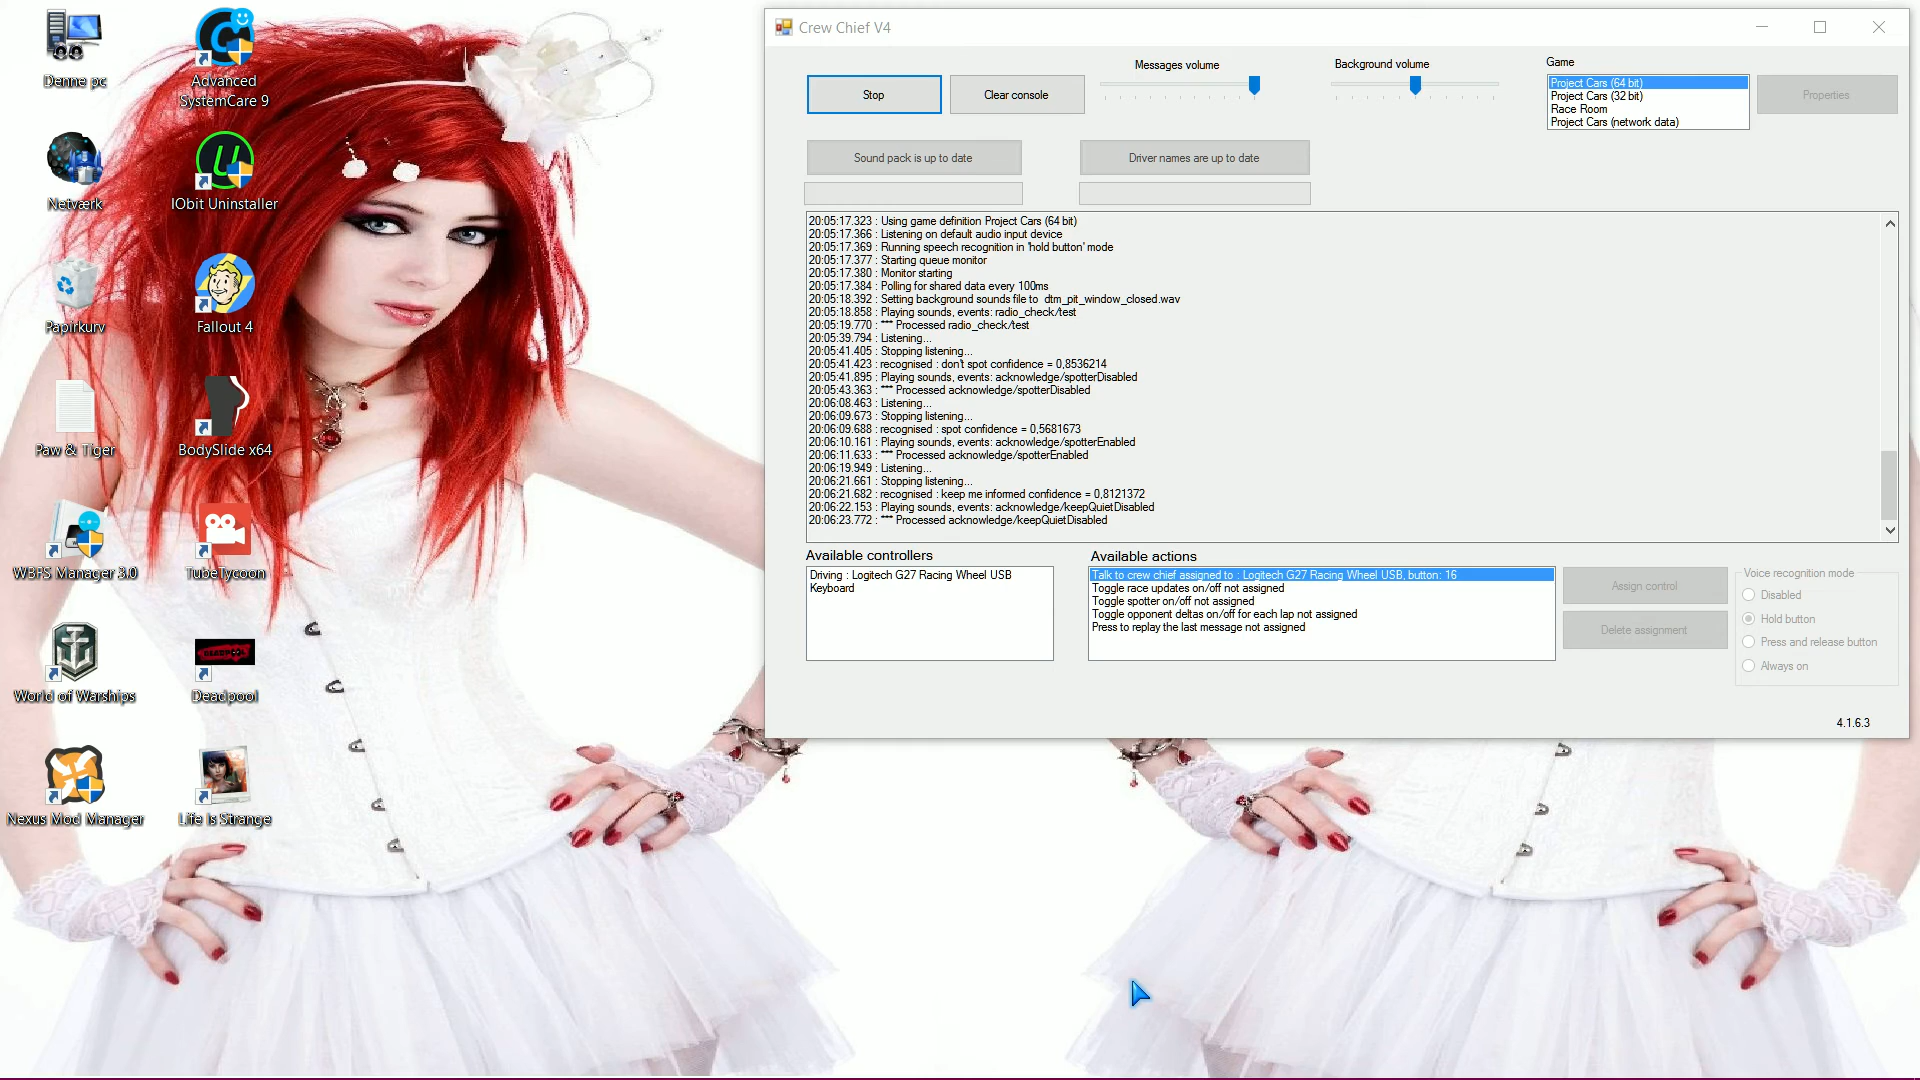 Denne pc
Advanced
SystemCare 9
Netværk
IObit Uninstaller
Papirkurv
Fallout 4
Paw & Tiger
BodySlide x64
WBFS Manager 3.0
TubeTycoon
World of Warships
DEADPOOL
Deadpool
Nexus Mod Manager
Life Is Strange
Crew Chief V4
Stop
Clear console
Messages volume
Background volume
Game
Project Cars (64 bit)
Project Cars (32 bit)
Race Room
Project Cars (network data)
Properties
Sound pack is up to date
Driver names are up to date
20:05:17.323 : Using game definition Project Cars (64 bit)
20:05:17.366 : Listening on default audio input device
20:05:17.369 : Running speech recognition in 'hold button' mode
20:05:17.377 : Starting queue monitor
20:05:17.380 : Monitor starting
20:05:17.384 : Polling for shared data every 100ms
20:05:18.392 : Setting background sounds file to  dtm_pit_window_closed.wav
20:05:18.858 : Playing sounds, events: radio_check/test
20:05:19.770 : *** Processed radio_check/test
20:05:39.794 : Listening...
20:05:41.405 : Stopping listening...
20:05:41.423 : recognised : don't spot confidence = 0,8536214
20:05:41.895 : Playing sounds, events: acknowledge/spotterDisabled
20:05:43.363 : *** Processed acknowledge/spotterDisabled
20:06:08.463 : Listening...
20:06:09.673 : Stopping listening...
20:06:09.688 : recognised : spot confidence = 0,5681673
20:06:10.161 : Playing sounds, events: acknowledge/spotterEnabled
20:06:11.633 : *** Processed acknowledge/spotterEnabled
20:06:19.949 : Listening...
20:06:21.661 : Stopping listening...
20:06:21.682 : recognised : keep me informed confidence = 0,8121372
20:06:22.153 : Playing sounds, events: acknowledge/keepQuietDisabled
20:06:23.772 : *** Processed acknowledge/keepQuietDisabled
Available controllers
Driving : Logitech G27 Racing Wheel USB
Keyboard
Available actions
Talk to crew chief assigned to : Logitech G27 Racing Wheel USB, button: 16
Toggle race updates on/off not assigned
Toggle spotter on/off not assigned
Toggle opponent deltas on/off for each lap not assigned
Press to replay the last message not assigned
Assign control
Delete assignment
Voice recognition mode
Disabled
Hold button
Press and release button
Always on
4.1.6.3